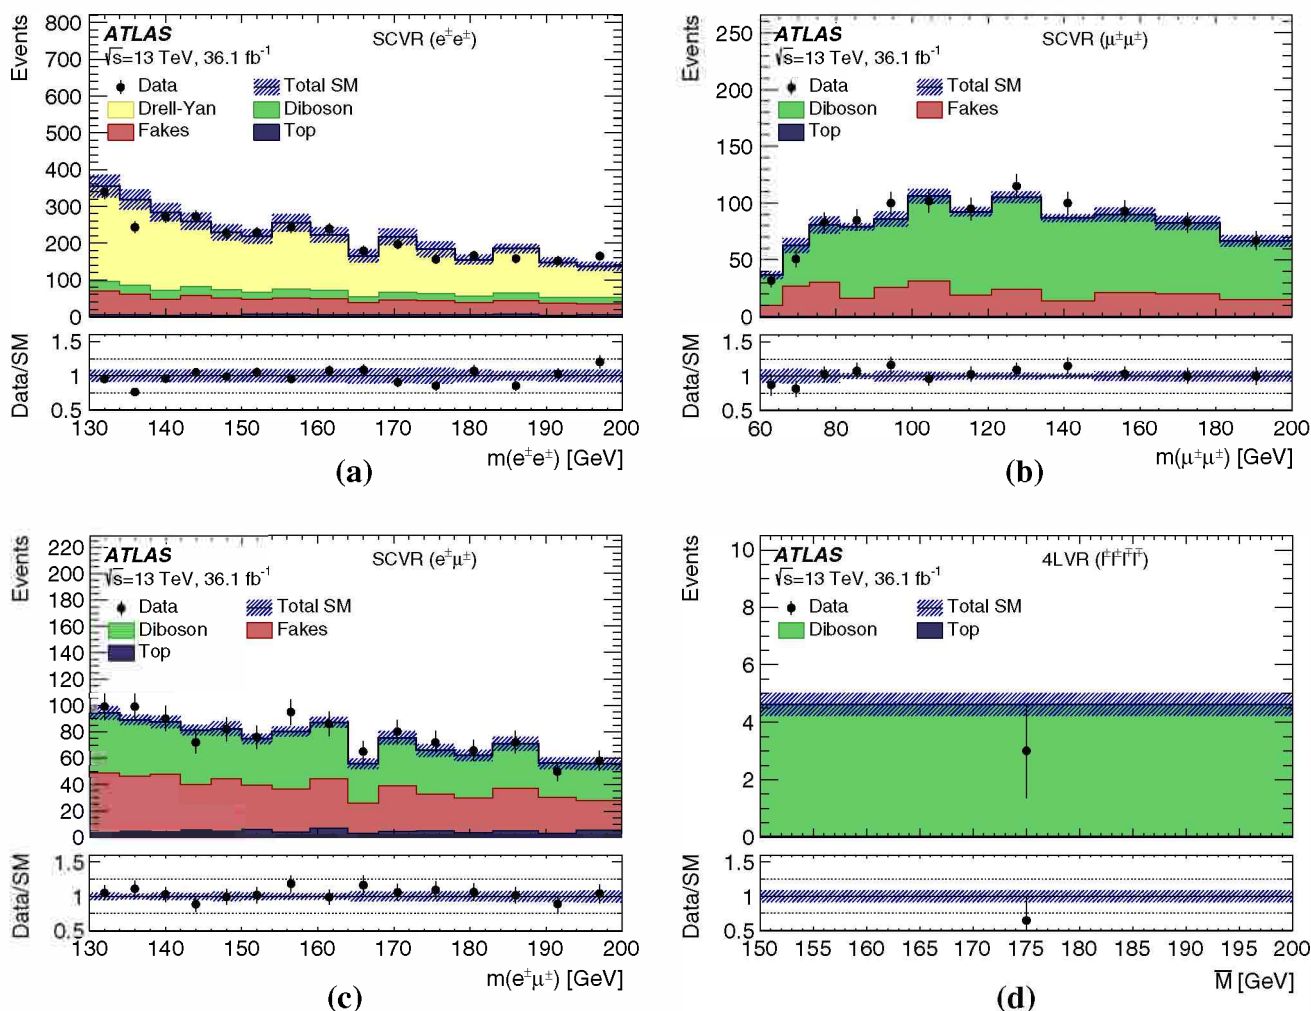 ATLAS
SCVR (e±e±)
√s=13 TeV, 36.1 fb⁻¹
Data
Total SM
Drell-Yan
Diboson
Fakes
Top
Events
800
700
600
500
400
300
200
100
0
Data/SM
1.5
1
0.5
130 140 150 160 170 180 190 200
m(e±e±) [GeV]
(a)
ATLAS
SCVR (μ±μ±)
√s=13 TeV, 36.1 fb⁻¹
Data
Total SM
Diboson
Fakes
Top
Events
250
200
150
100
50
0
Data/SM
1.5
1
0.5
60 80 100 120 140 160 180 200
m(μ±μ±) [GeV]
(b)
ATLAS
SCVR (e±μ±)
√s=13 TeV, 36.1 fb⁻¹
Data
Total SM
Diboson
Fakes
Top
Events
220
200
180
160
140
120
100
80
60
40
20
0
Data/SM
1.5
1
0.5
130 140 150 160 170 180 190 200
m(e±μ±) [GeV]
(c)
ATLAS
4LVR (l±l±l∓l∓)
√s=13 TeV, 36.1 fb⁻¹
Data
Total SM
Diboson
Top
Events
10
8
6
4
2
0
Data/SM
1.5
1
0.5
150 155 160 165 170 175 180 185 190 195 200
M̅ [GeV]
(d)